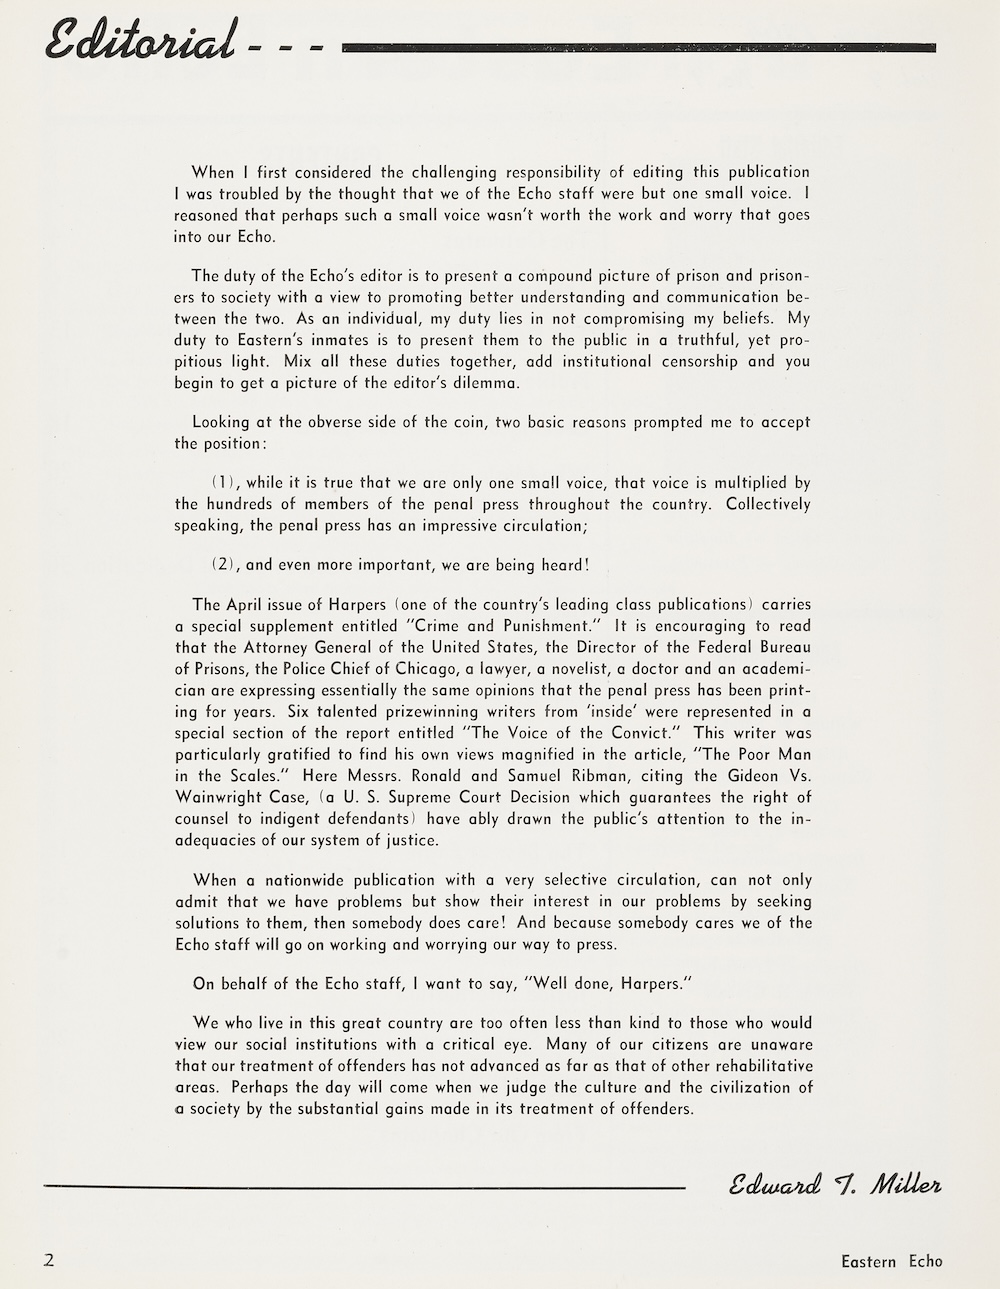 Editorial - - -
When I first considered the challenging responsibility of editing this publication
I was troubled by the thought that we of the Echo staff were but one small voice. I
reasoned that perhaps such a small voice wasn't worth the work and worry that goes
into our Echo.
The duty of the Echo's editor is to present a compound picture of prison and prison-
ers to society with a view to promoting better understanding and communication be-
tween the two. As an individual, my duty lies in not compromising my beliefs. My
duty to Eastern's inmates is to present them to the public in a truthful, yet pro-
pitious light. Mix all these duties together, add institutional censorship and you
begin to get a picture of the editor's dilemma.
Looking at the obverse side of the coin, two basic reasons prompted me to accept
the position:
(1), while it is true that we are only one small voice, that voice is multiplied by
the hundreds of members of the penal press throughout the country. Collectively
speaking, the penal press has an impressive circulation;
(2), and even more important, we are being heard!
The April issue of Harpers (one of the country's leading class publications) carries
a special supplement entitled "Crime and Punishment." It is encouraging to read
that the Attorney General of the United States, the Director of the Federal Bureau
of Prisons, the Police Chief of Chicago, a lawyer, a novelist, a doctor and an academi-
cian are expressing essentially the same opinions that the penal press has been print-
ing for years. Six talented prizewinning writers from 'inside' were represented in a
special section of the report entitled "The Voice of the Convict." This writer was
particularly gratified to find his own views magnified in the article, "The Poor Man
in the Scales." Here Messrs. Ronald and Samuel Ribman, citing the Gideon Vs.
Wainwright Case, (a U. S. Supreme Court Decision which guarantees the right of
counsel to indigent defendants) have ably drawn the public's attention to the in-
adequacies of our system of justice.
When a nationwide publication with a very selective circulation, can not only
admit that we have problems but show their interest in our problems by seeking
solutions to them, then somebody does care! And because somebody cares we of the
Echo staff will go on working and worrying our way to press.
On behalf of the Echo staff, I want to say, "Well done, Harpers."
We who live in this great country are too often less than kind to those who would
view our social institutions with a critical eye. Many of our citizens are unaware
that our treatment of offenders has not advanced as far as that of other rehabilitative
areas. Perhaps the day will come when we judge the culture and the civilization of
a society by the substantial gains made in its treatment of offenders.
Edward T. Miller
2
Eastern Echo